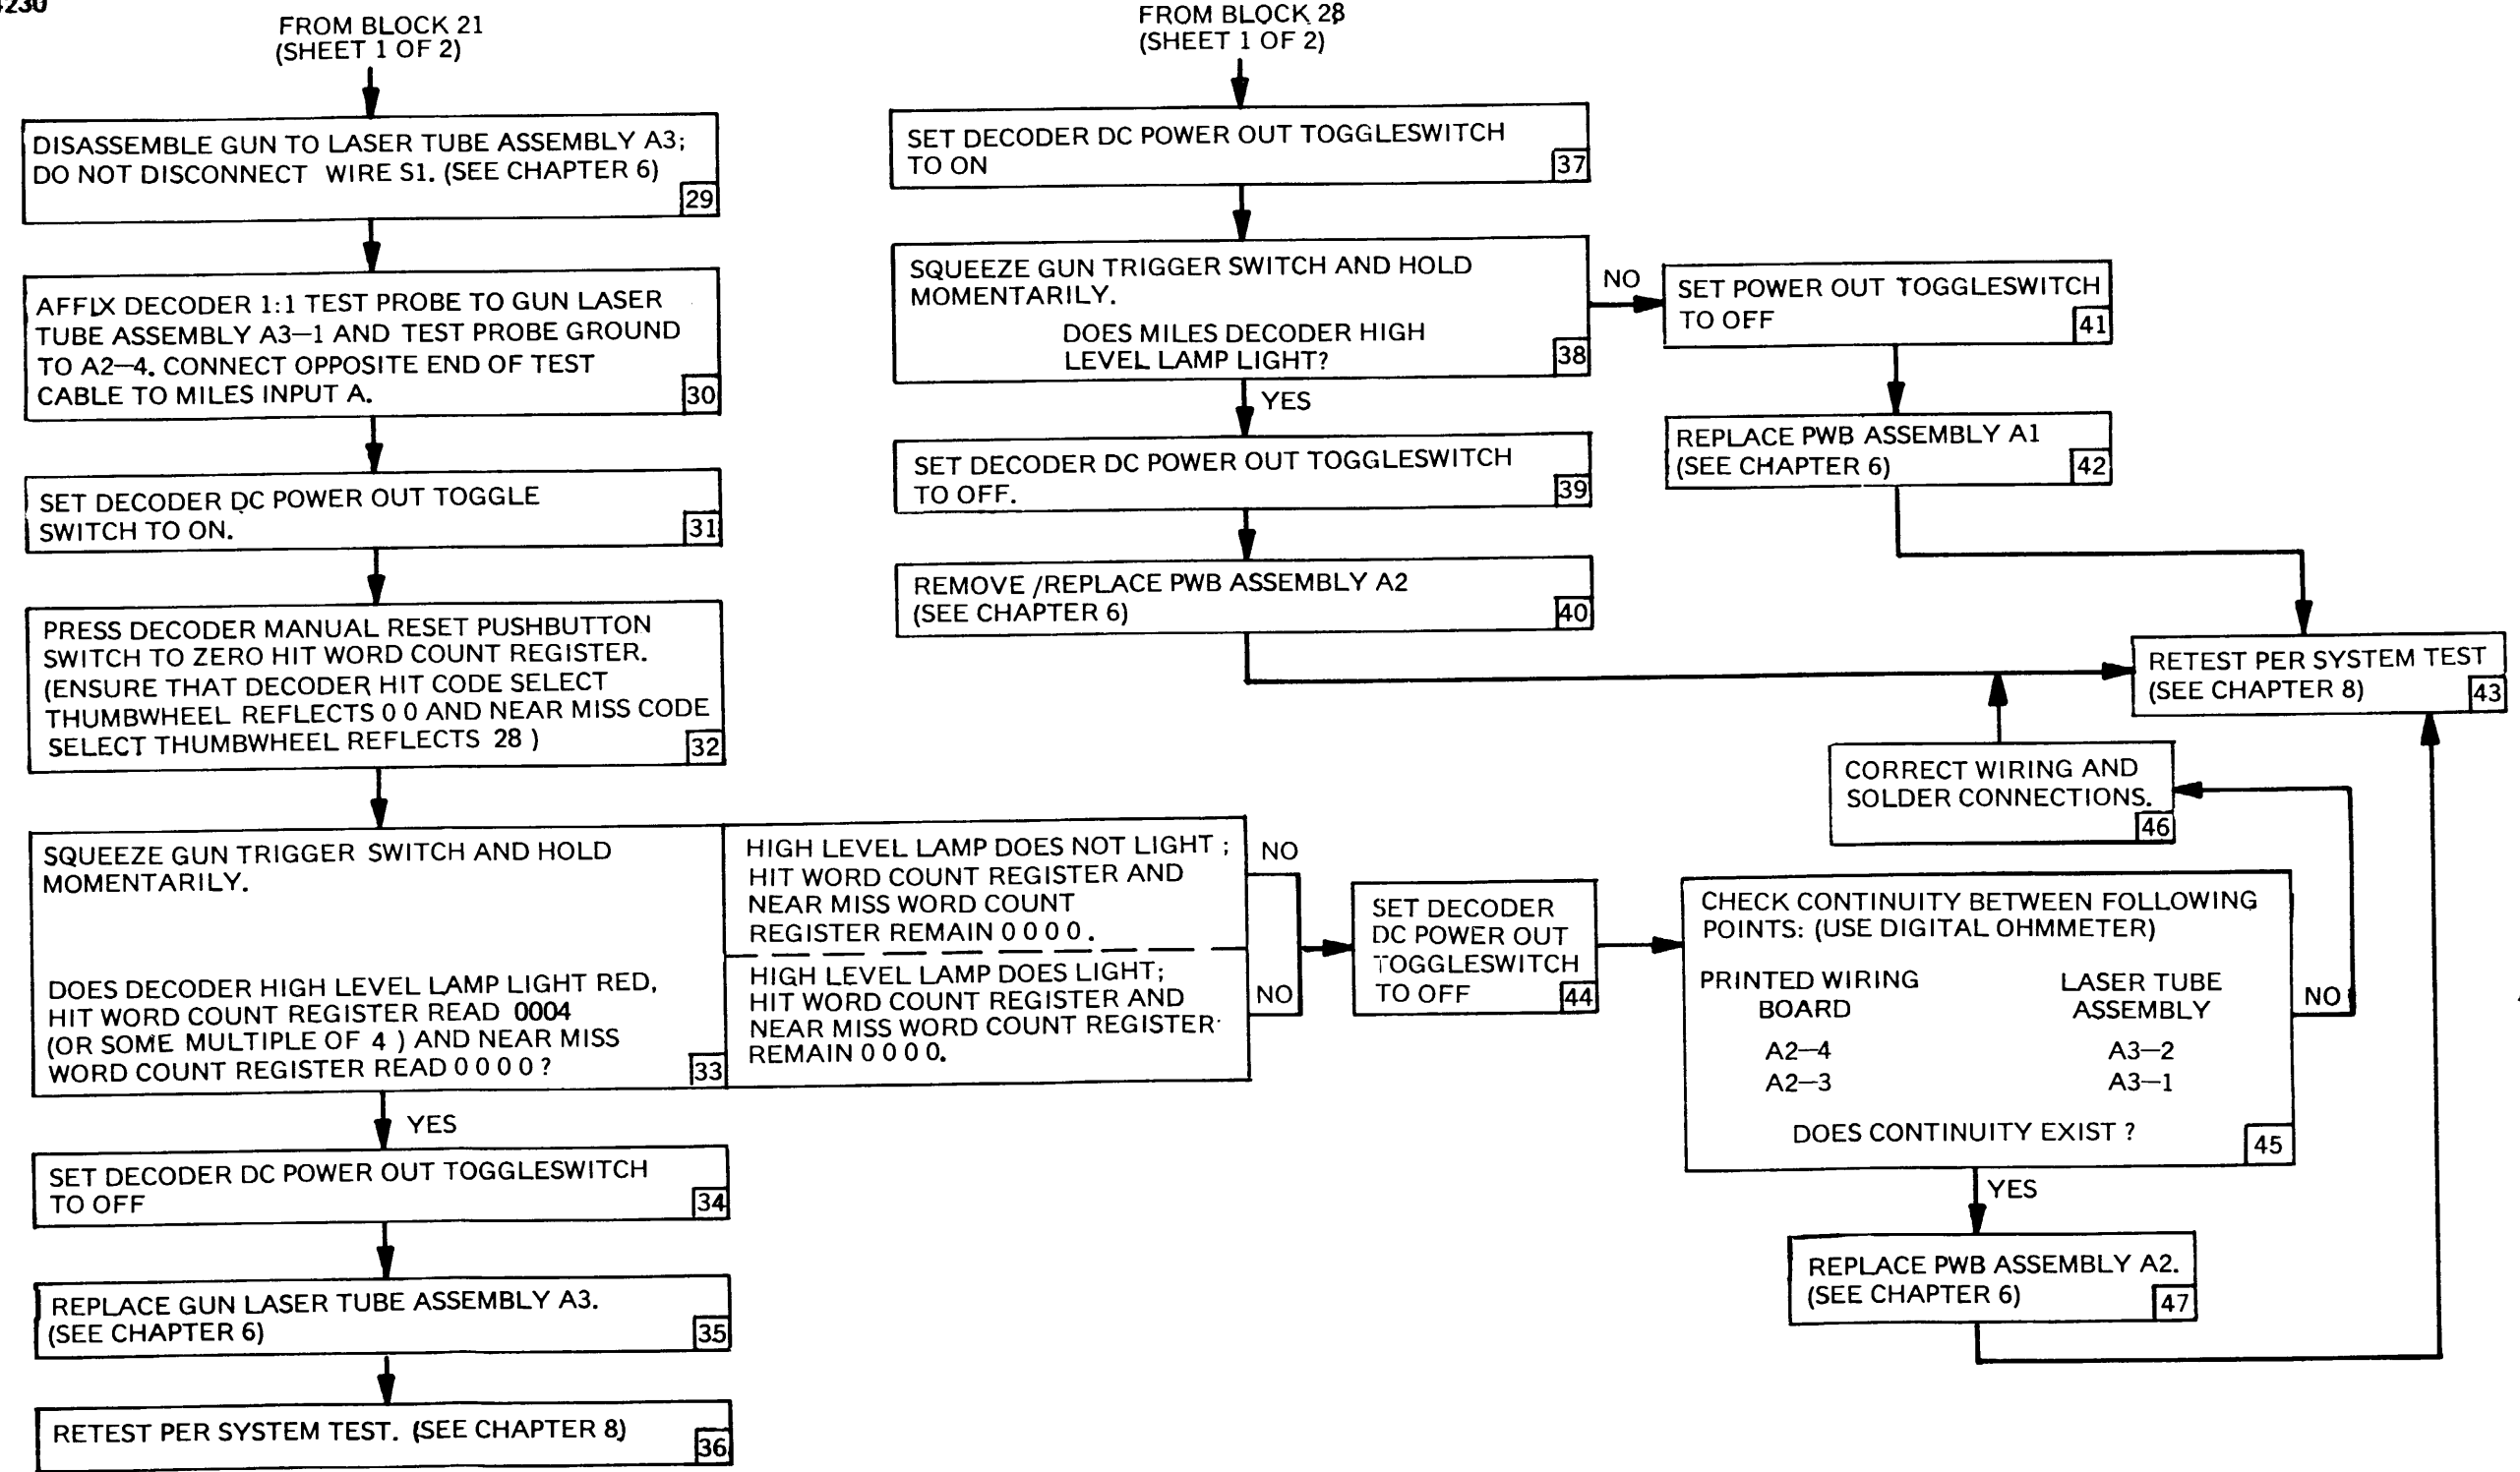 FROM BLOCK 21
(SHEET 1 OF 2)
DISASSEMBLE GUN TO LASER TUBE ASSEMBLY A3;
DO NOT DISCONNECT WIRE S1. (SEE CHAPTER 6)
29
AFFIX DECODER 1:1 TEST PROBE TO GUN LASER
TUBE ASSEMBLY A3—1 AND TEST PROBE GROUND
TO A2—4. CONNECT OPPOSITE END OF TEST
CABLE TO MILES INPUT A.
30
SET DECODER DC POWER OUT TOGGLE
SWITCH TO ON.
31
PRESS DECODER MANUAL RESET PUSHBUTTON
SWITCH TO ZERO HIT WORD COUNT REGISTER.
(ENSURE THAT DECODER HIT CODE SELECT
THUMBWHEEL REFLECTS 0 0 AND NEAR MISS CODE
SELECT THUMBWHEEL REFLECTS 28 )
32
SQUEEZE GUN TRIGGER SWITCH AND HOLD
MOMENTARILY.
DOES DECODER HIGH LEVEL LAMP LIGHT RED,
HIT WORD COUNT REGISTER READ 0004
(OR SOME MULTIPLE OF 4 ) AND NEAR MISS
WORD COUNT REGISTER READ 0 0 0 0 ?
33
HIGH LEVEL LAMP DOES NOT LIGHT ;
HIT WORD COUNT REGISTER AND
NEAR MISS WORD COUNT
REGISTER REMAIN 0 0 0 0 .
HIGH LEVEL LAMP DOES LIGHT;
HIT WORD COUNT REGISTER AND
NEAR MISS WORD COUNT REGISTER
REMAIN 0 0 0 0.
NO
NO
YES
SET DECODER DC POWER OUT TOGGLESWITCH
TO OFF
34
REPLACE GUN LASER TUBE ASSEMBLY A3.
(SEE CHAPTER 6)
35
RETEST PER SYSTEM TEST. (SEE CHAPTER 8)
36
FROM BLOCK 28
(SHEET 1 OF 2)
SET DECODER DC POWER OUT TOGGLESWITCH
TO ON
37
SQUEEZE GUN TRIGGER SWITCH AND HOLD
MOMENTARILY.
DOES MILES DECODER HIGH
LEVEL LAMP LIGHT?
38
NO
YES
SET DECODER DC POWER OUT TOGGLESWITCH
TO OFF.
39
REMOVE /REPLACE PWB ASSEMBLY A2
(SEE CHAPTER 6)
40
SET POWER OUT TOGGLESWITCH
TO OFF
41
REPLACE PWB ASSEMBLY A1
(SEE CHAPTER 6)
42
RETEST PER SYSTEM TEST
(SEE CHAPTER 8)
43
SET DECODER
DC POWER OUT
TOGGLESWITCH
TO OFF
44
CHECK CONTINUITY BETWEEN FOLLOWING
POINTS: (USE DIGITAL OHMMETER)
PRINTED WIRING LASER TUBE
BOARD ASSEMBLY
A2—4 A3—2
A2—3 A3—1
DOES CONTINUITY EXIST ?
45
NO
CORRECT WIRING AND
SOLDER CONNECTIONS.
46
YES
REPLACE PWB ASSEMBLY A2.
(SEE CHAPTER 6)
47